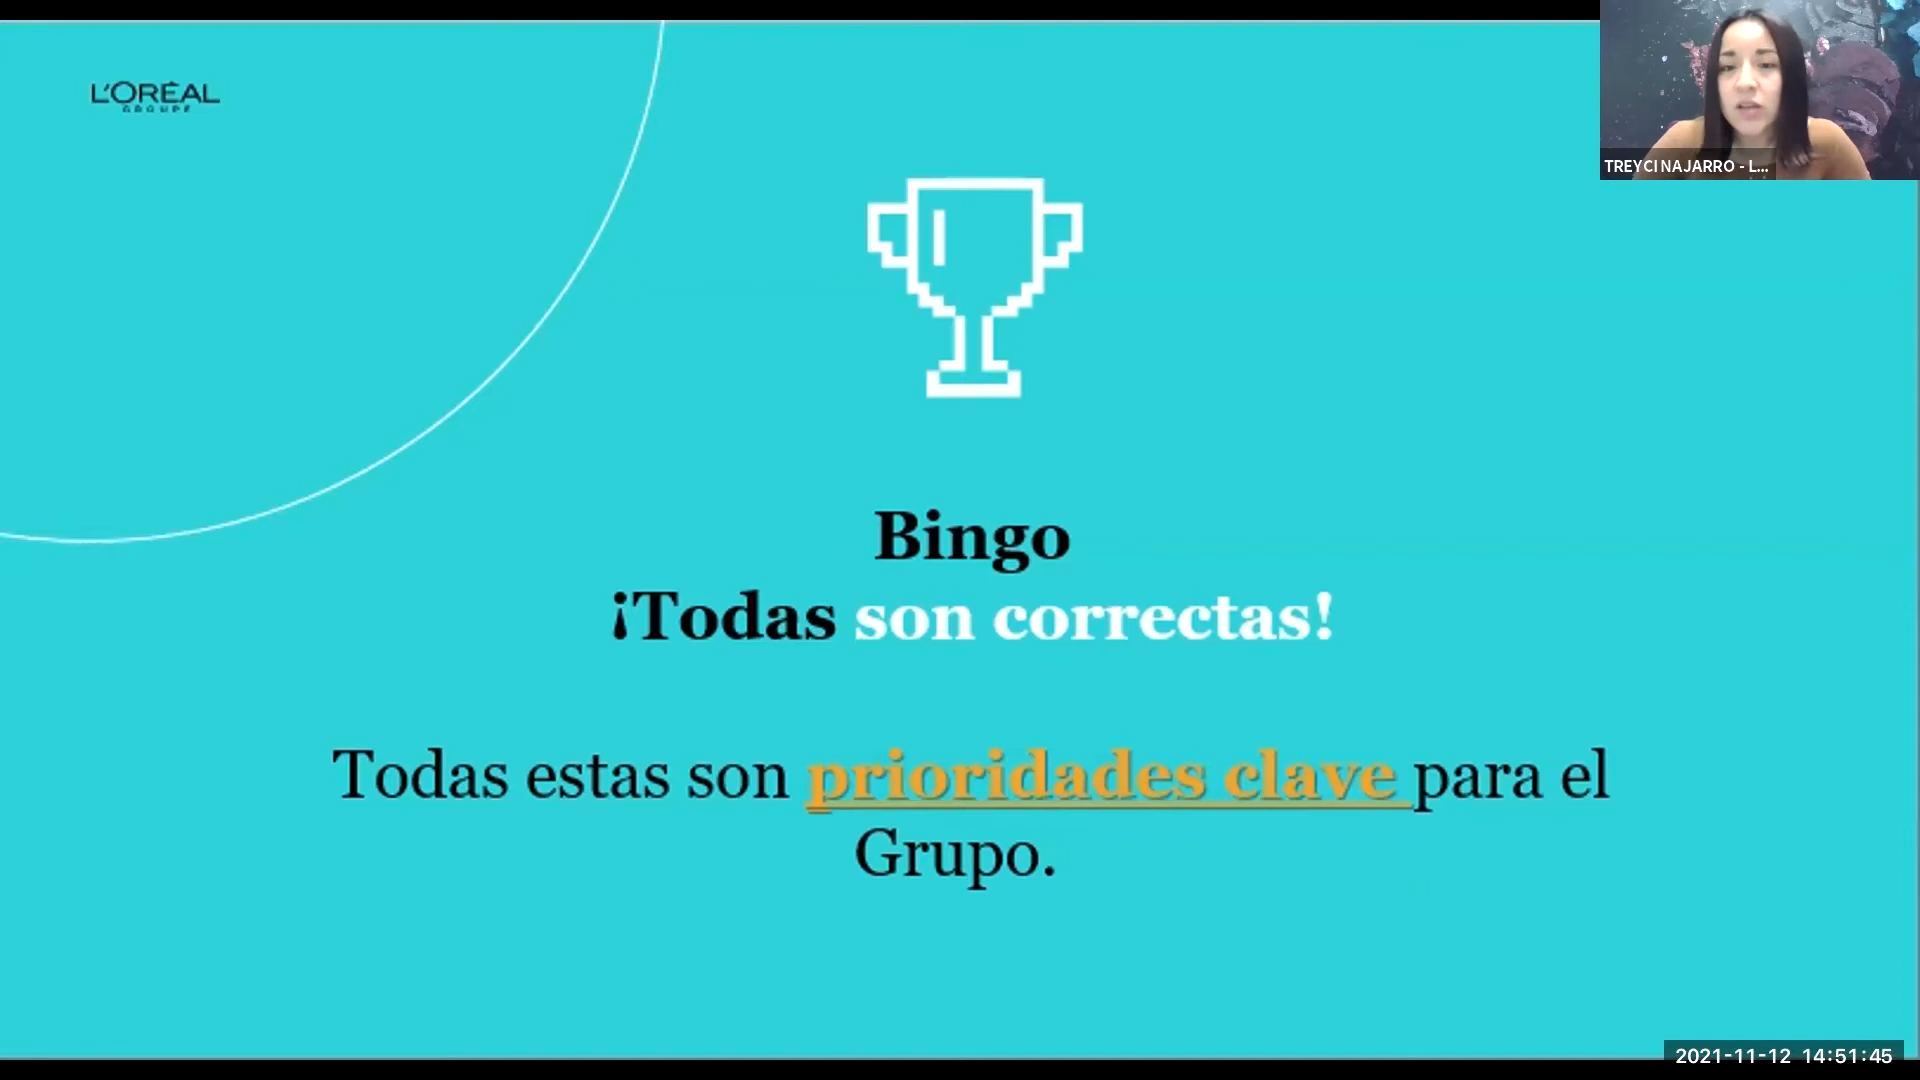 L'ORÉAL
GROUPE
TREYCI NAJARRO - L...
Bingo
¡Todas son correctas!
Todas estas son prioridades clave para el
Grupo.
2021-11-12 14:51:45